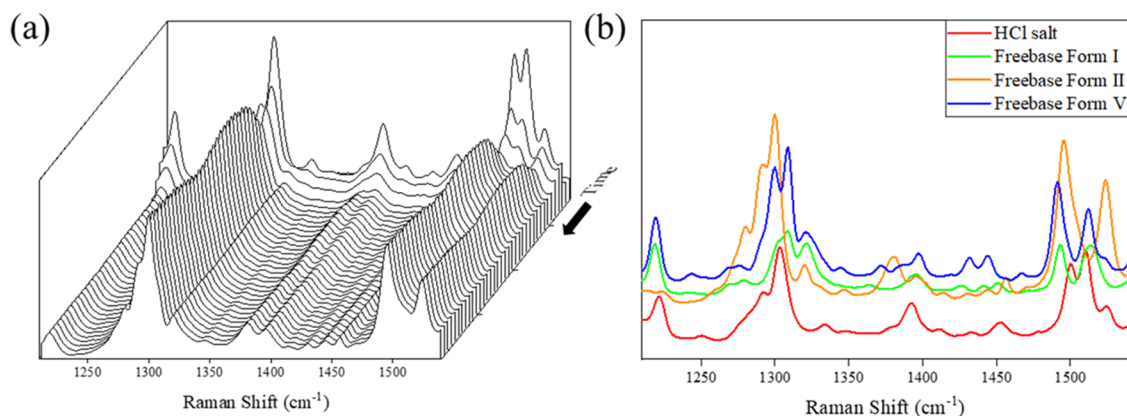 (a)
Time
1250 1300 1350 1400 1450 1500
Raman Shift (cm-1)
(b)
HCl salt
Freebase Form I
Freebase Form II
Freebase Form V
1250 1300 1350 1400 1450 1500
Raman Shift (cm-1)